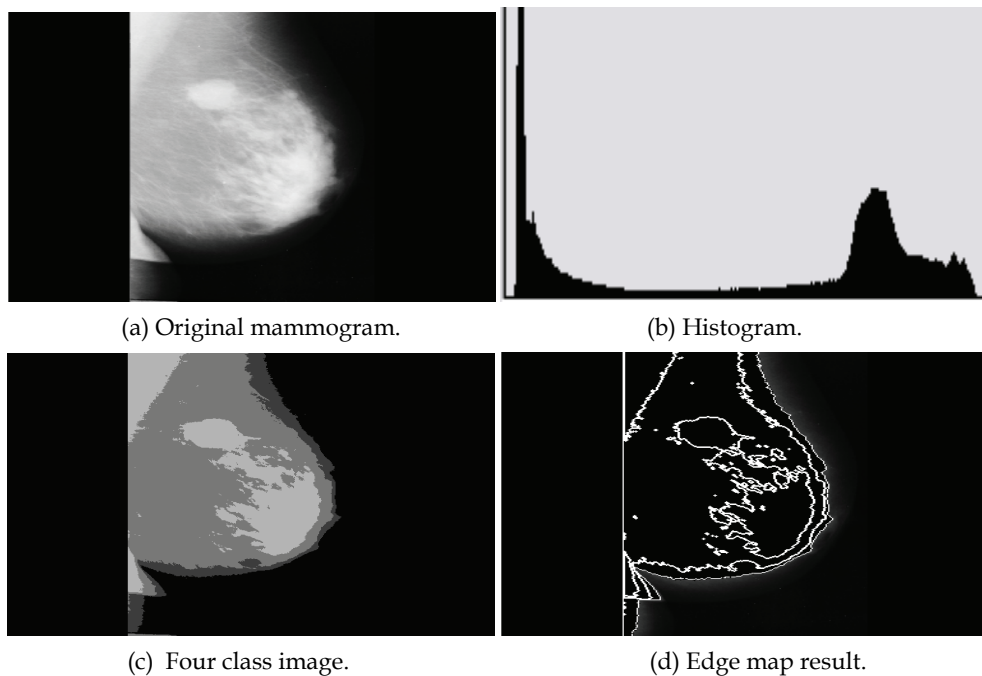 (a) Original mammogram.
(b) Histogram.
(c) Four class image.
(d) Edge map result.